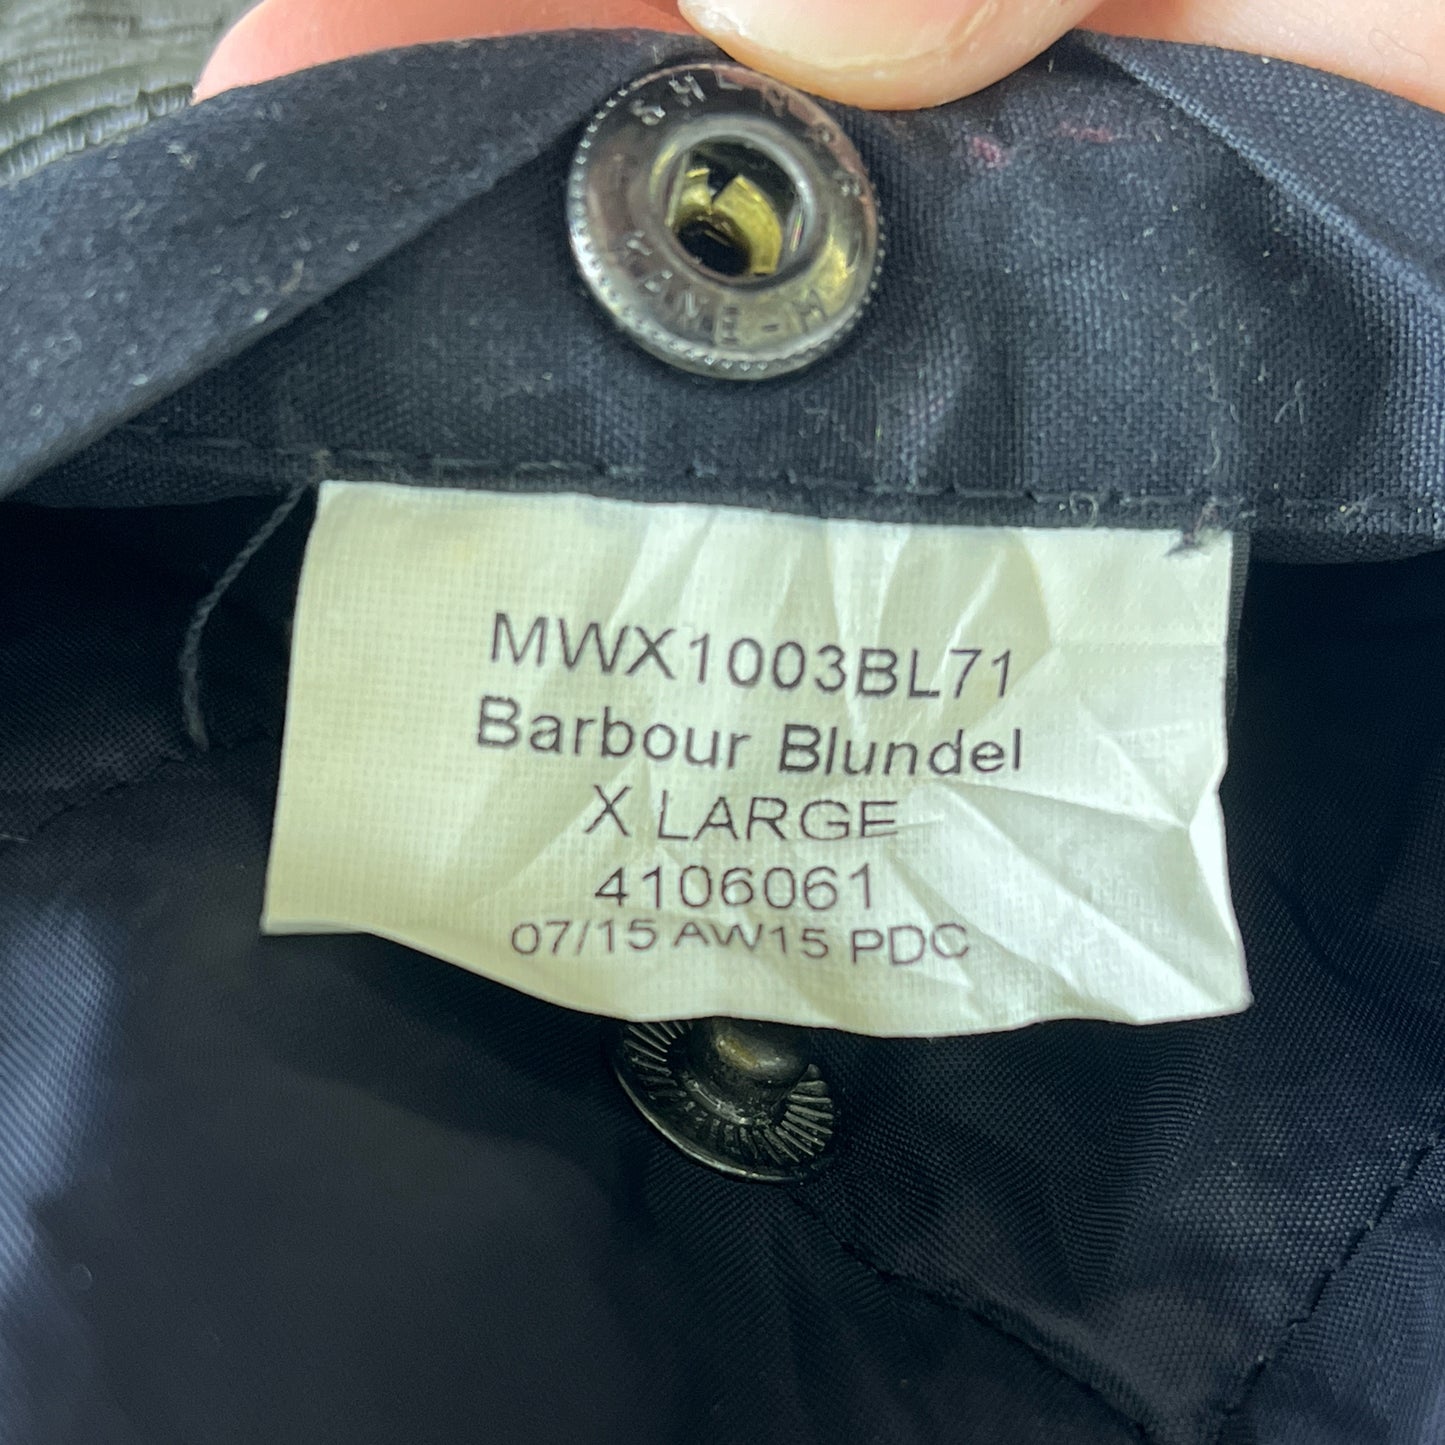 MWX1003BL71
Barbour Blundel
X LARGE
4106061
07/15 AW15 PDC